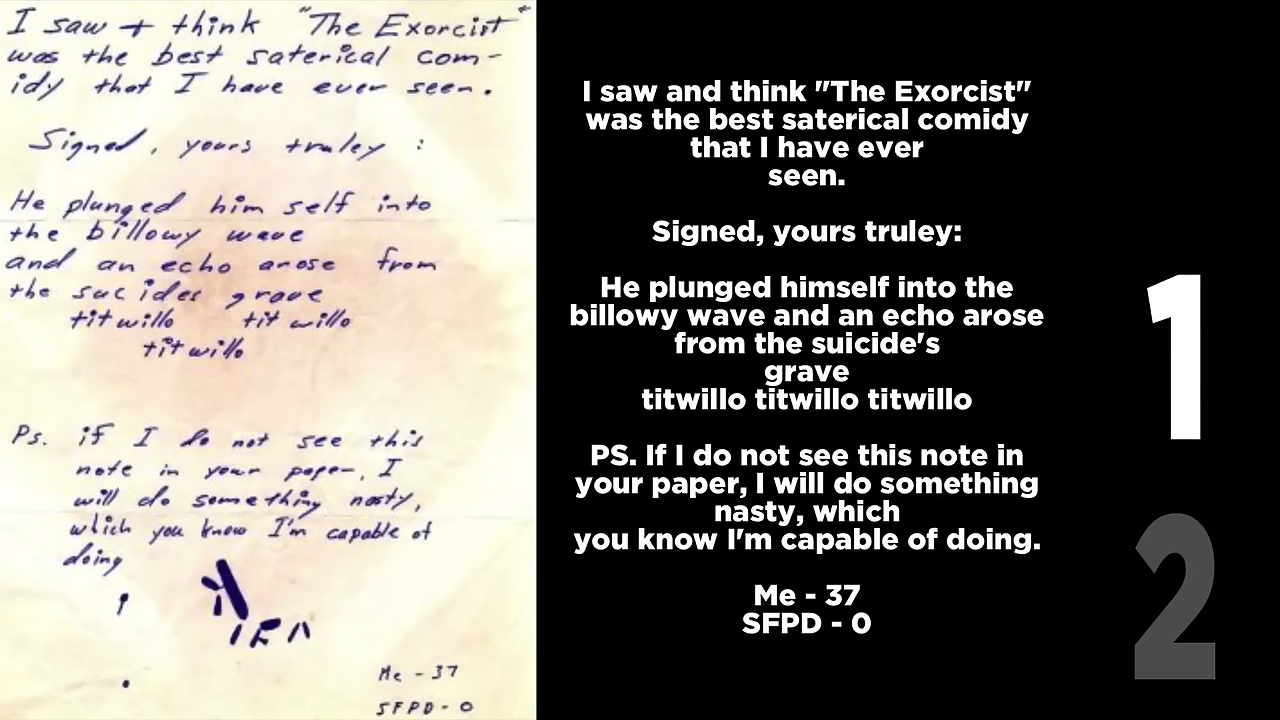 I saw + think "The Exorcist"
was the best saterical com-
idy that I have ever seen.
Signed, yours truley :
He plunged him self into
the billowy wave
and an echo arose from
the sucides grave
titwillo tit willo
titwillo
Ps. if I do not see this
note in your paper, I
will do something nasty,
which you know I'm capable of
doing
Me - 37
SFPD - 0
I saw and think "The Exorcist"
was the best saterical comidy
that I have ever
seen.
Signed, yours truley:
He plunged himself into the
billowy wave and an echo arose
from the suicide's
grave
titwillo titwillo titwillo
PS. If I do not see this note in
your paper, I will do something
nasty, which
you know I'm capable of doing.
Me - 37
SFPD - 0
1
2